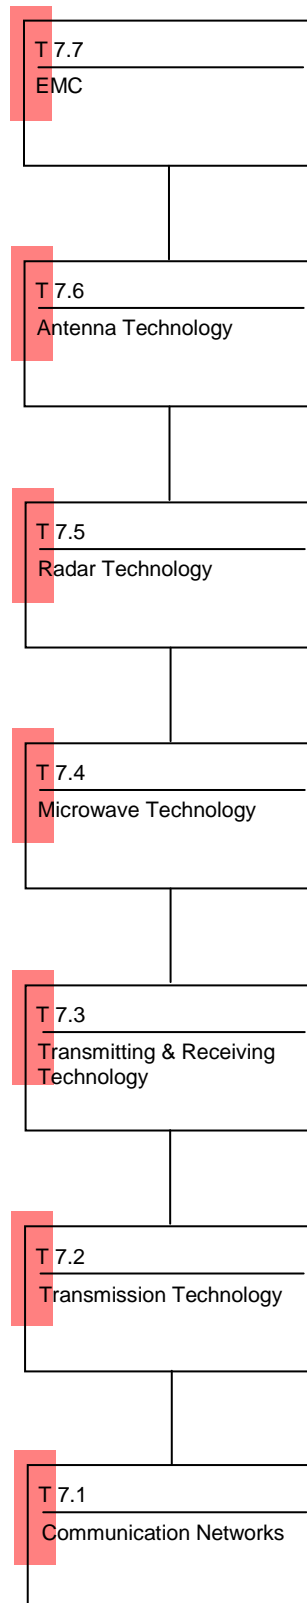 T 7.7
EMC
T 7.6
Antenna Technology
T 7.5
Radar Technology
T 7.4
Microwave Technology
T 7.3
Transmitting & Receiving
Technology
T 7.2
Transmission Technology
T 7.1
Communication Networks